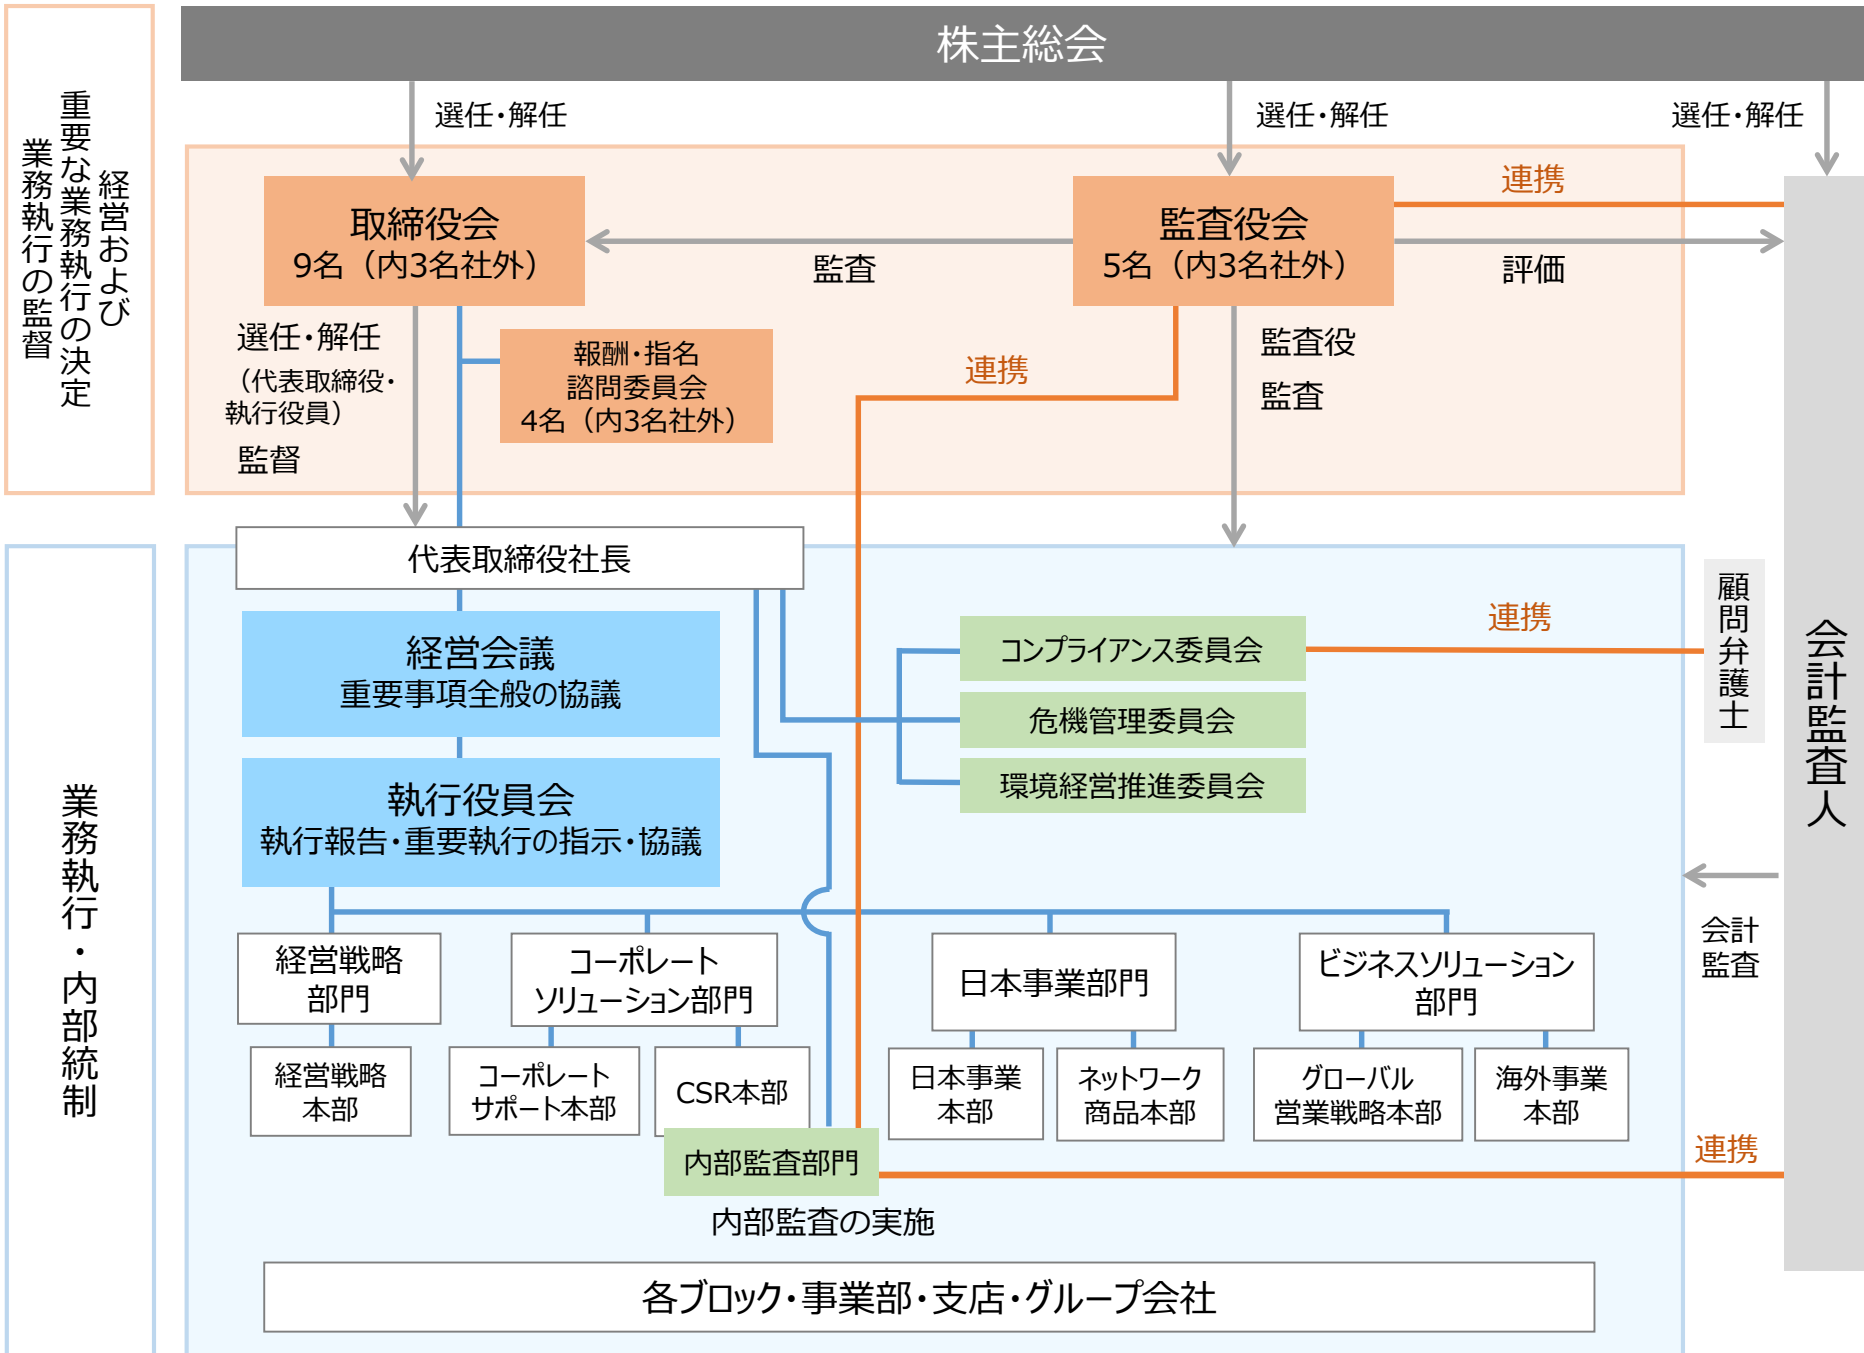 株主総会
選任・解任
選任・解任
選任・解任
経営および
重要な業務執行の決定
業務執行の監督
取締役会
9名（内3名社外）
監査役会
5名（内3名社外）
連携
監査
評価
選任・解任
（代表取締役・
執行役員）
監督
報酬・指名
諮問委員会
4名（内3名社外）
連携
監査役
監査
代表取締役社長
経営会議
重要事項全般の協議
執行役員会
執行報告・重要執行の指示・協議
コンプライアンス委員会
危機管理委員会
環境経営推進委員会
連携
顧問弁護士
会計監査人
業務執行・内部統制
会計
監査
経営戦略
部門
コーポレート
ソリューション部門
日本事業部門
ビジネスソリューション
部門
経営戦略
本部
コーポレート
サポート本部
CSR本部
日本事業
本部
ネットワーク
商品本部
グローバル
営業戦略本部
海外事業
本部
内部監査部門
連携
内部監査の実施
各ブロック・事業部・支店・グループ会社